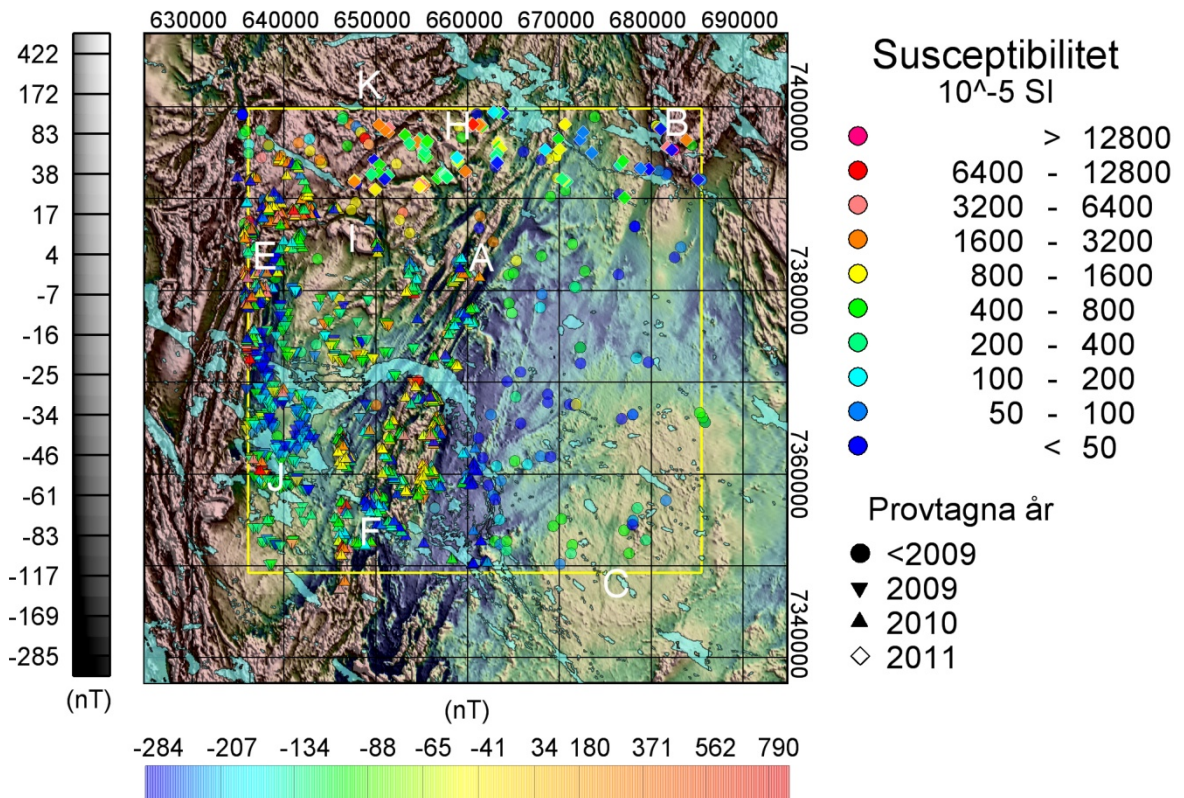 630000 640000 650000 660000 670000 680000 690000
7400000
7380000
7360000
7340000
422
172
83
38
17
4
-7
-16
-25
-34
-46
-61
-83
-117
-169
-285
(nT)
K
H
B
E
I
A
J
F
C
(nT)
-284 -207 -134 -88 -65 -41 34 180 371 562 790
Susceptibilitet
10^-5 SI
> 12800
6400 - 12800
3200 - 6400
1600 - 3200
800 - 1600
400 - 800
200 - 400
100 - 200
50 - 100
< 50
Provtagna år
<2009
2009
2010
2011